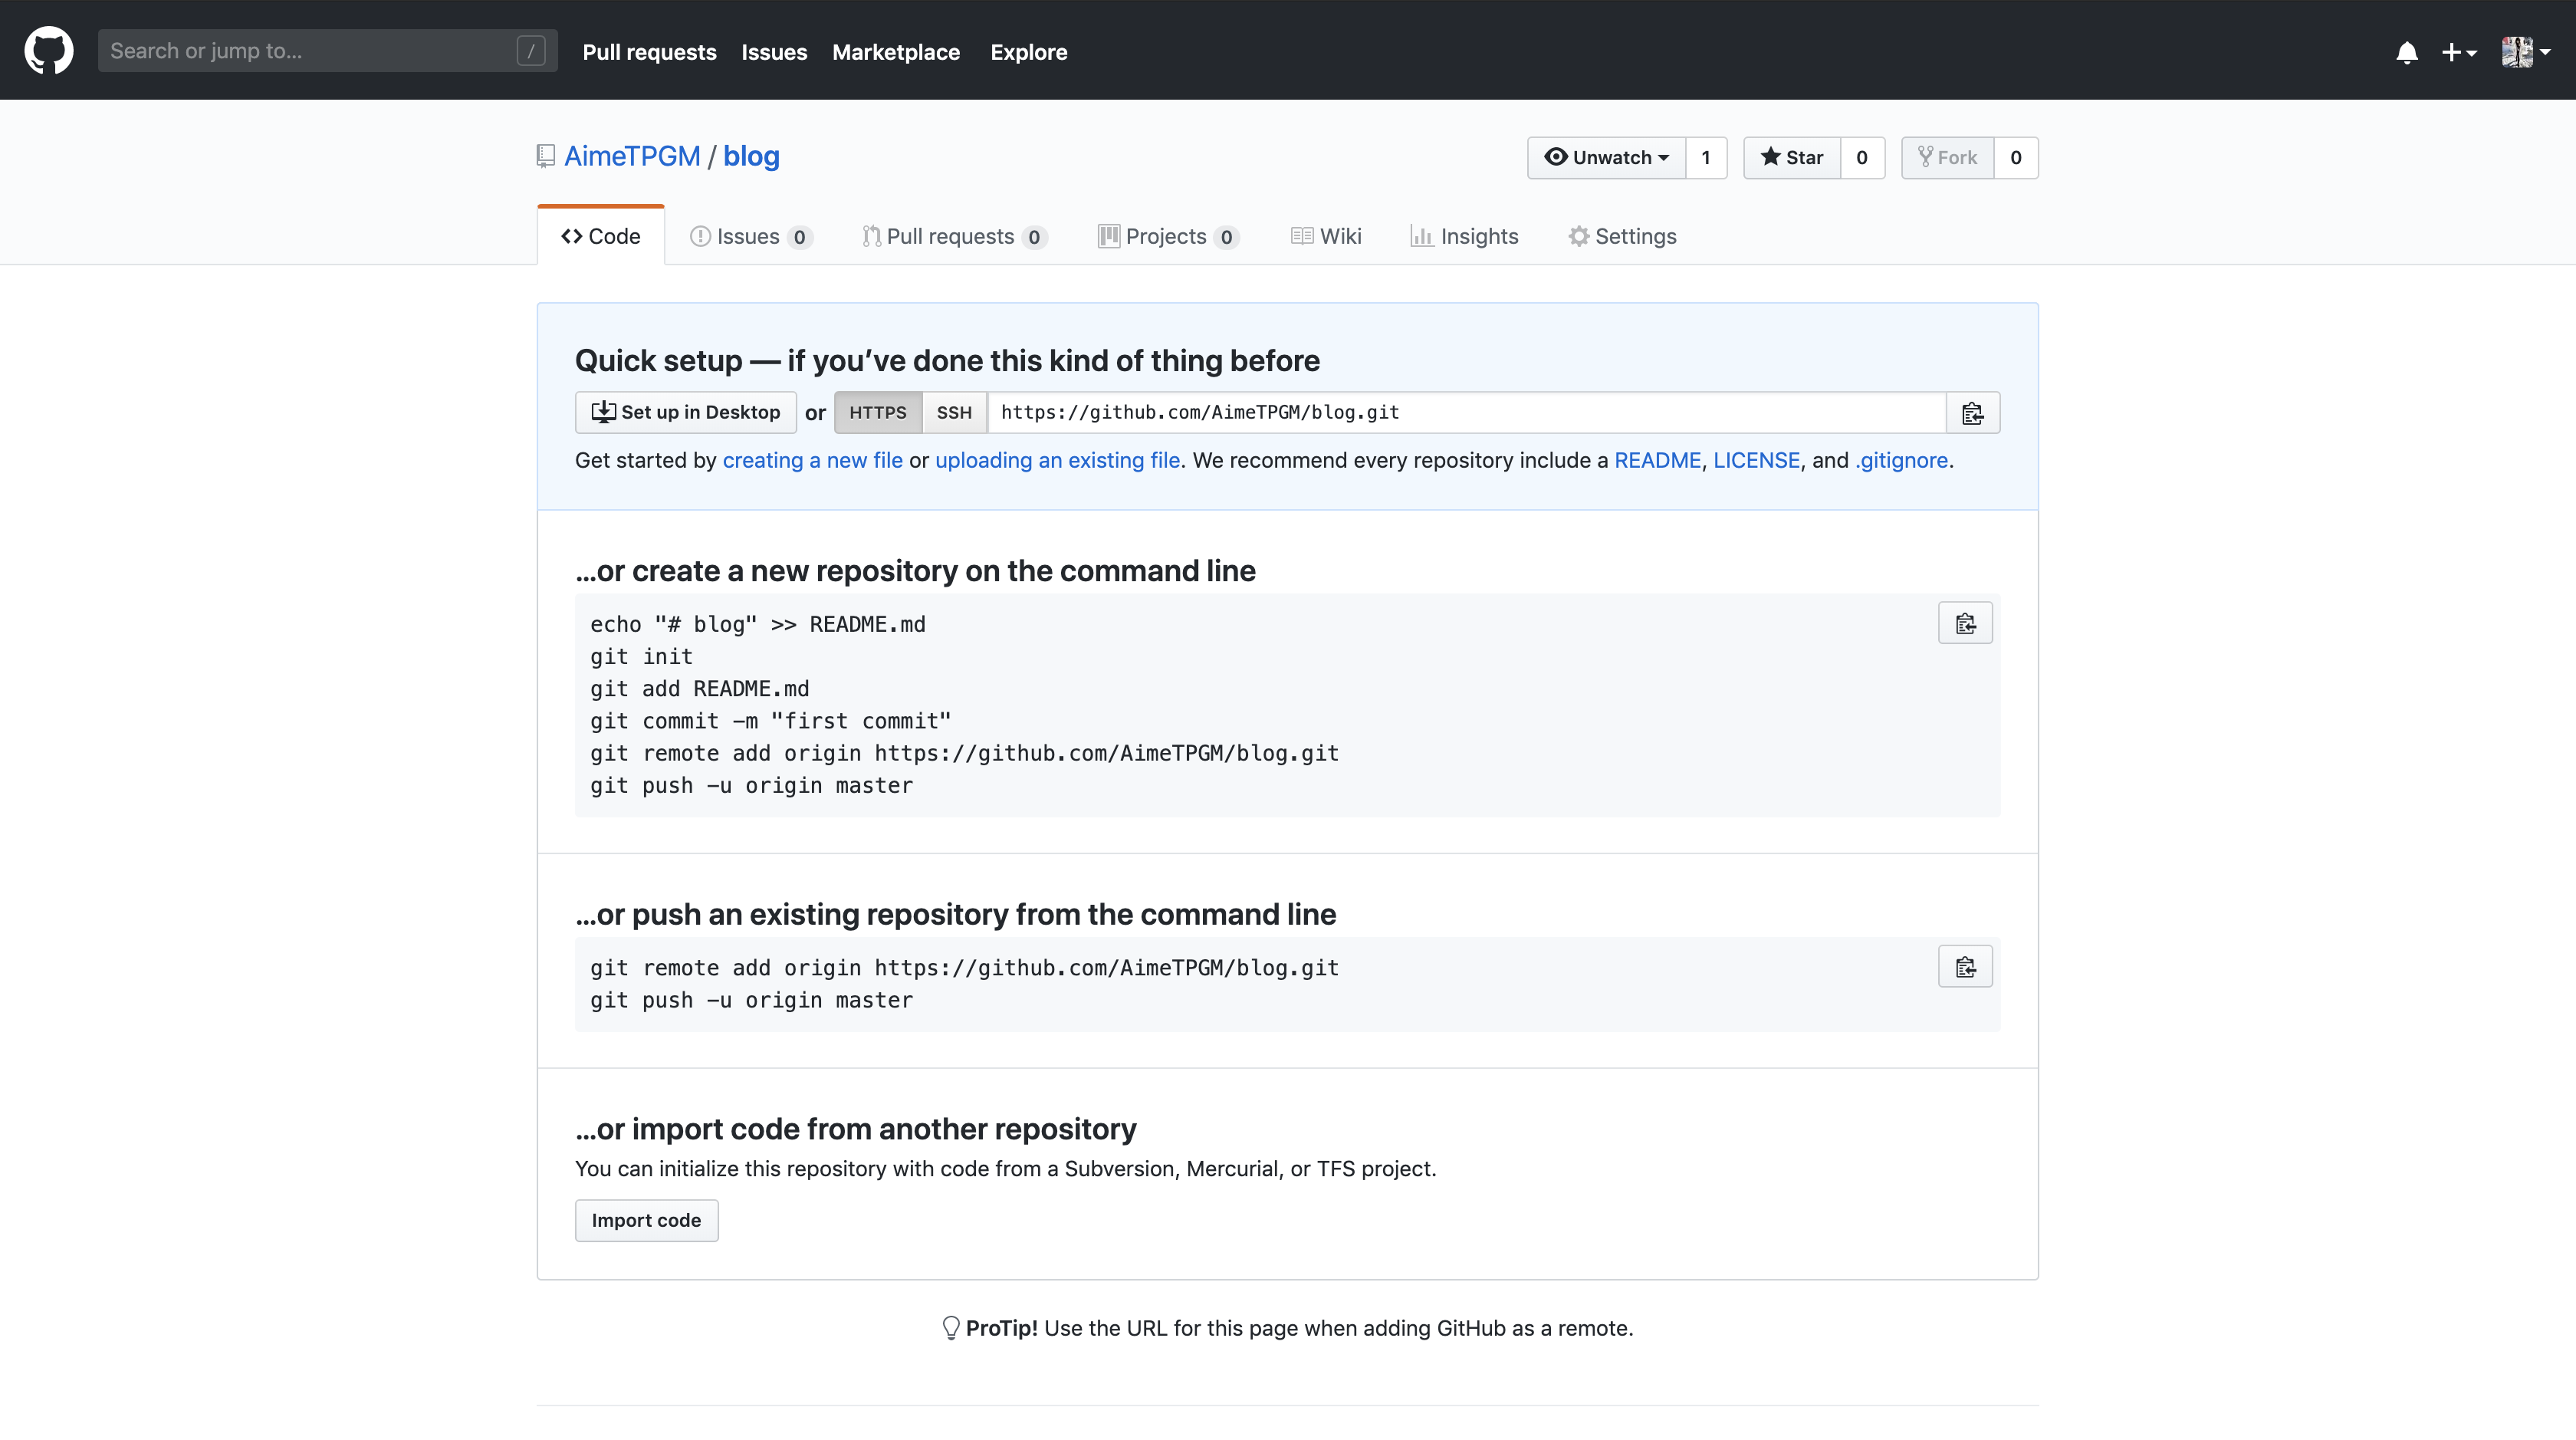 Search or jump to... /
Pull requests Issues Marketplace Explore
AimeTPGM / blog
Unwatch 1 Star 0 Fork 0
Code Issues 0 Pull requests 0 Projects 0 Wiki Insights Settings
Quick setup — if you’ve done this kind of thing before
Set up in Desktop or HTTPS SSH https://github.com/AimeTPGM/blog.git
Get started by creating a new file or uploading an existing file. We recommend every repository include a README, LICENSE, and .gitignore.
…or create a new repository on the command line
echo "# blog" >> README.md
git init
git add README.md
git commit -m "first commit"
git remote add origin https://github.com/AimeTPGM/blog.git
git push -u origin master
…or push an existing repository from the command line
git remote add origin https://github.com/AimeTPGM/blog.git
git push -u origin master
…or import code from another repository
You can initialize this repository with code from a Subversion, Mercurial, or TFS project.
Import code
ProTip! Use the URL for this page when adding GitHub as a remote.